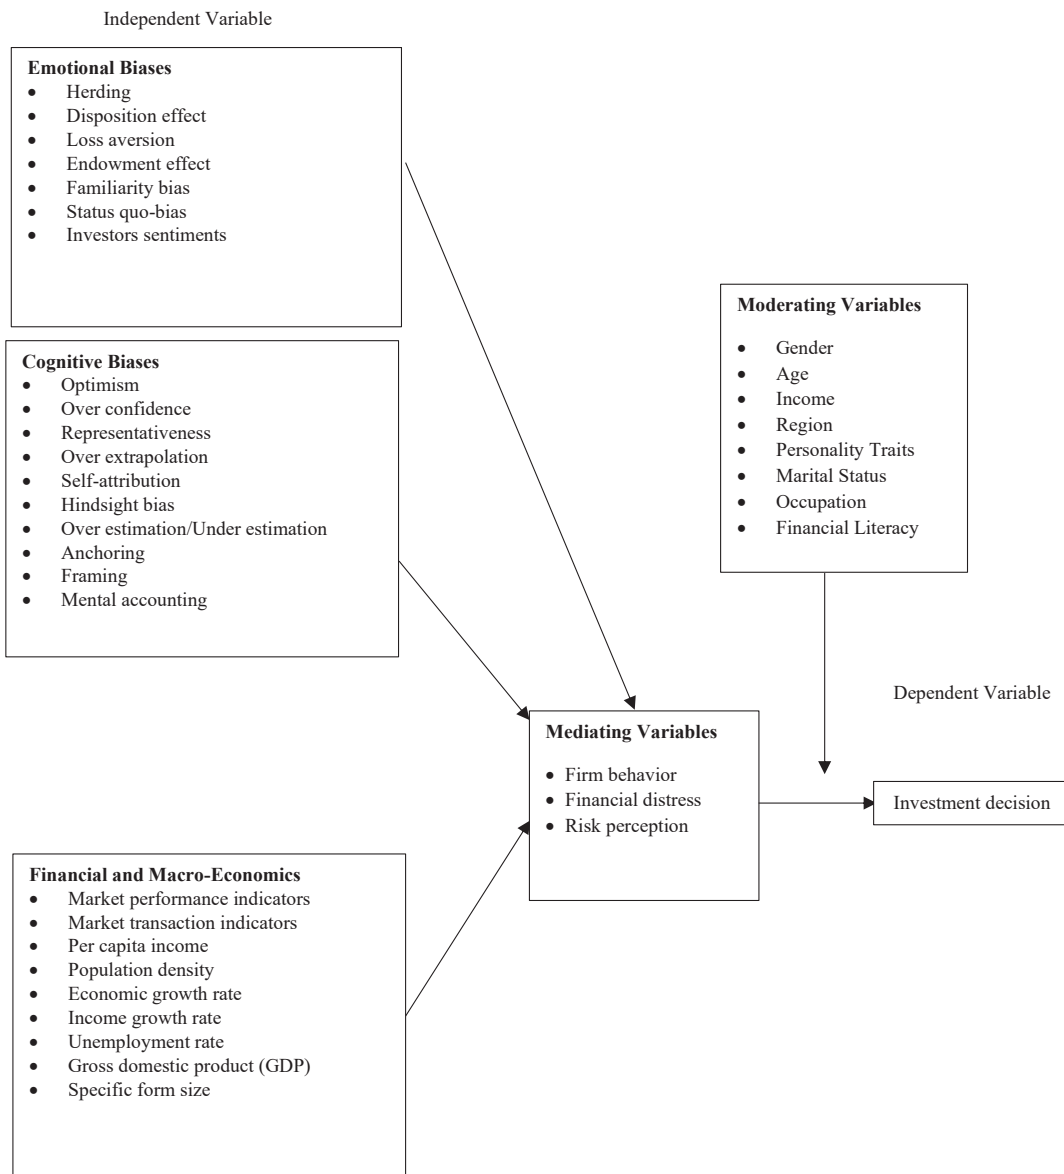 Independent Variable
Emotional Biases
• Herding
• Disposition effect
• Loss aversion
• Endowment effect
• Familiarity bias
• Status quo-bias
• Investors sentiments
Cognitive Biases
• Optimism
• Over confidence
• Representativeness
• Over extrapolation
• Self-attribution
• Hindsight bias
• Over estimation/Under estimation
• Anchoring
• Framing
• Mental accounting
Financial and Macro-Economics
• Market performance indicators
• Market transaction indicators
• Per capita income
• Population density
• Economic growth rate
• Income growth rate
• Unemployment rate
• Gross domestic product (GDP)
• Specific form size
Mediating Variables
• Firm behavior
• Financial distress
• Risk perception
Moderating Variables
• Gender
• Age
• Income
• Region
• Personality Traits
• Marital Status
• Occupation
• Financial Literacy
Dependent Variable
Investment decision